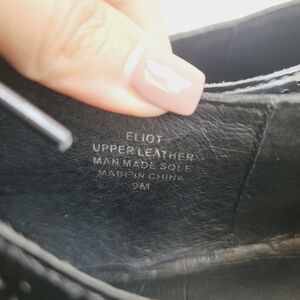 ELIOT
UPPER LEATHER
MAN MADE SOLE
MADE IN CHINA
9M